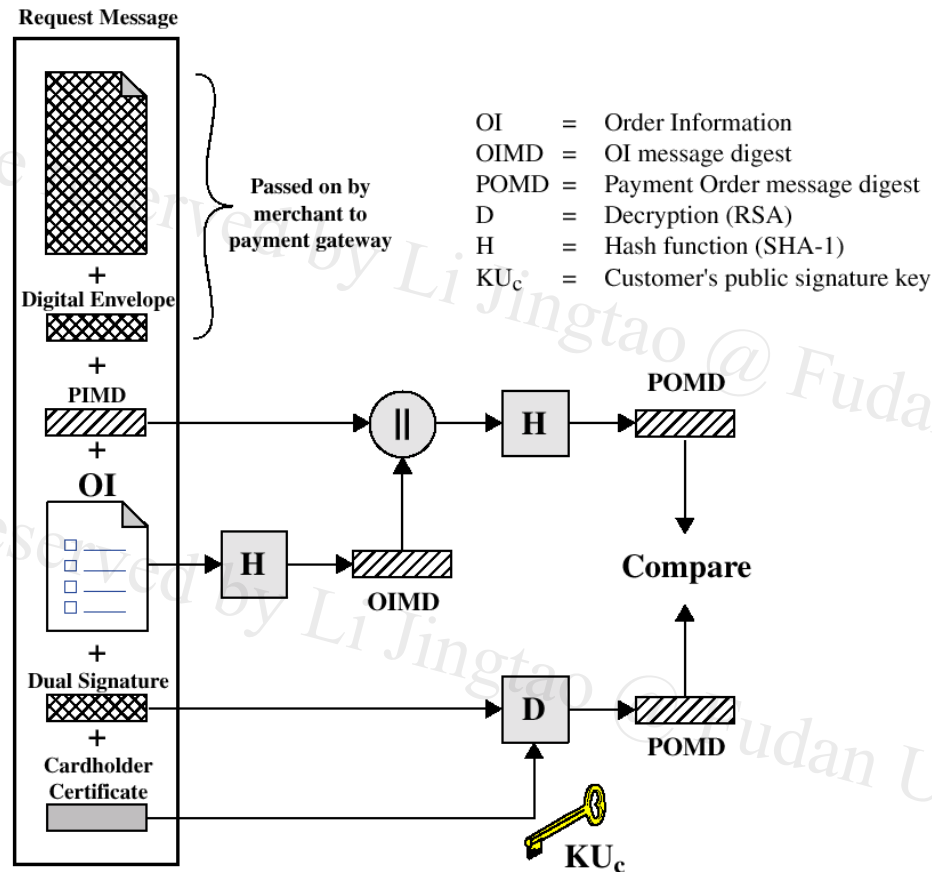 Request Message
Passed on by
merchant to
payment gateway
OI = Order Information
OIMD = OI message digest
POMD = Payment Order message digest
D = Decryption (RSA)
H = Hash function (SHA-1)
KUc = Customer's public signature key
+
Digital Envelope
+
PIMD
+
OI
||
H
POMD
H
OIMD
Compare
+
Dual Signature
+
Cardholder
Certificate
D
POMD
KUc
served by Li Jingtao @ Fudan
served by Li Jingtao @ Fudan U